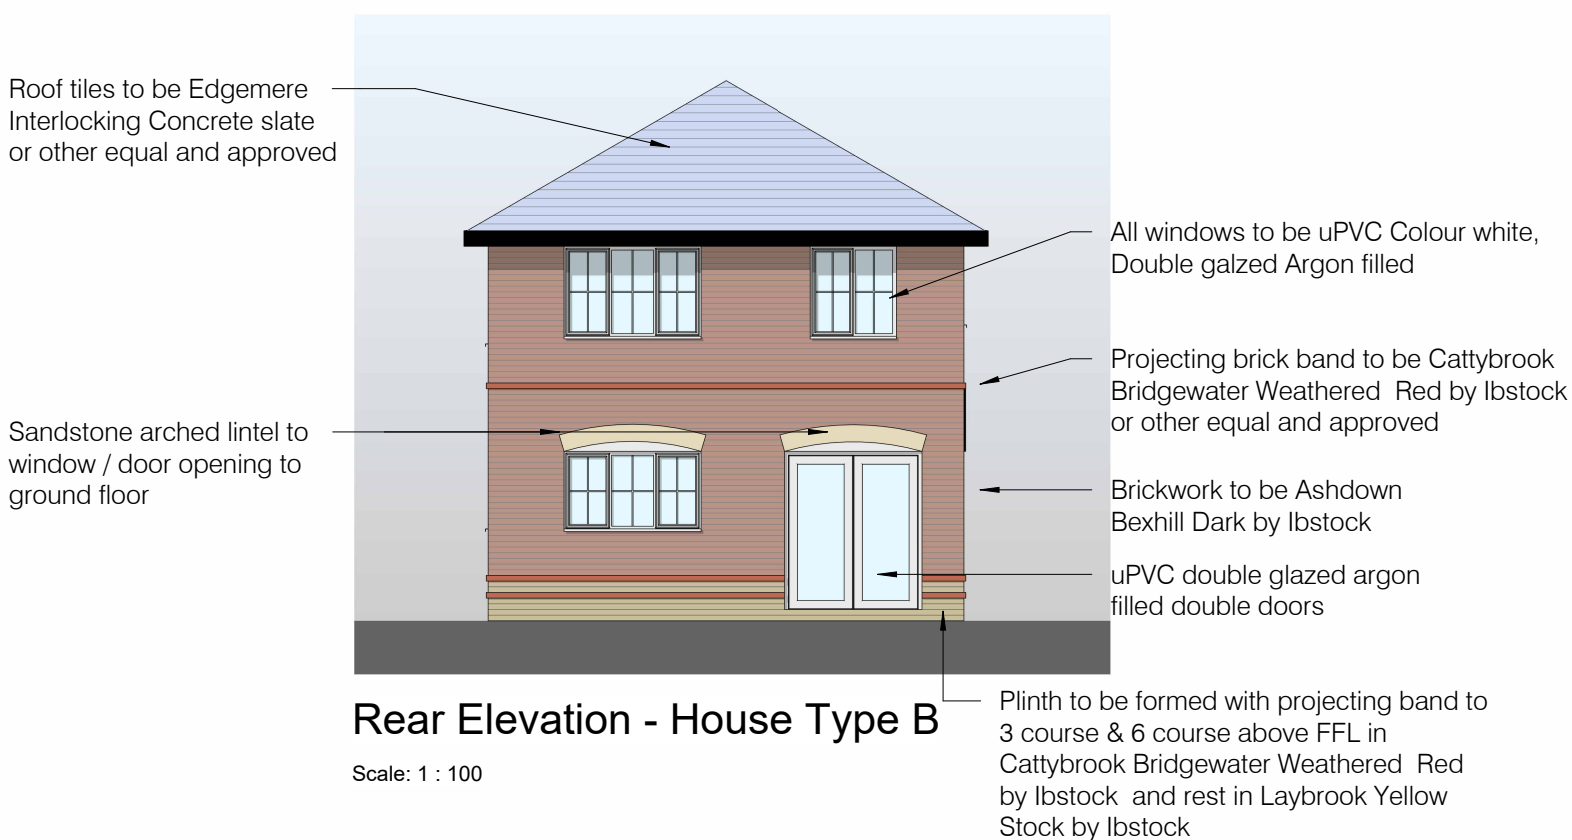 Roof tiles to be Edgemere
Interlocking Concrete slate
or other equal and approved
All windows to be uPVC Colour white,
Double galzed Argon filled
Projecting brick band to be Cattybrook
Bridgewater Weathered Red by Ibstock
or other equal and approved
Sandstone arched lintel to
window / door opening to
ground floor
Brickwork to be Ashdown
Bexhill Dark by Ibstock
uPVC double glazed argon
filled double doors
Plinth to be formed with projecting band to
3 course & 6 course above FFL in
Cattybrook Bridgewater Weathered Red
by Ibstock and rest in Laybrook Yellow
Stock by Ibstock
Rear Elevation - House Type B
Scale: 1 : 100